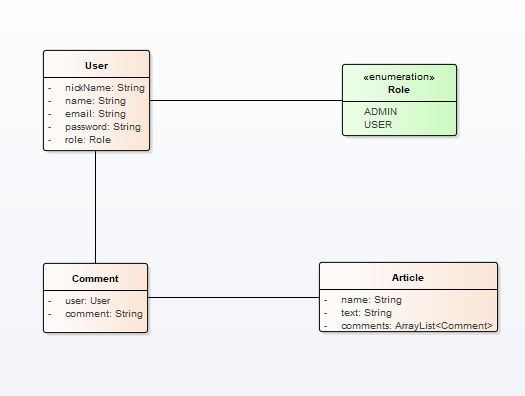 User
- nickName: String
- name: String
- email: String
- password: String
- role: Role
«enumeration»
Role
ADMIN
USER
Comment
- user: User
- comment: String
Article
- name: String
- text: String
- comments: ArrayList<Comment>